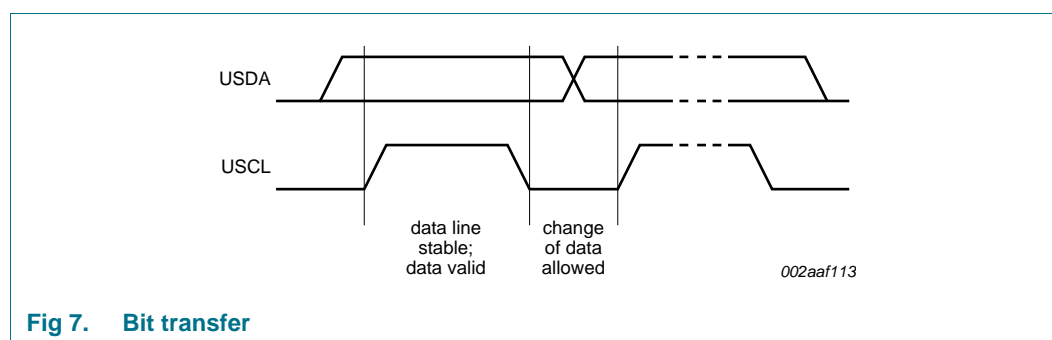 USDA
USCL
data line
stable;
data valid
change
of data
allowed
002aaf113
Fig 7. Bit transfer